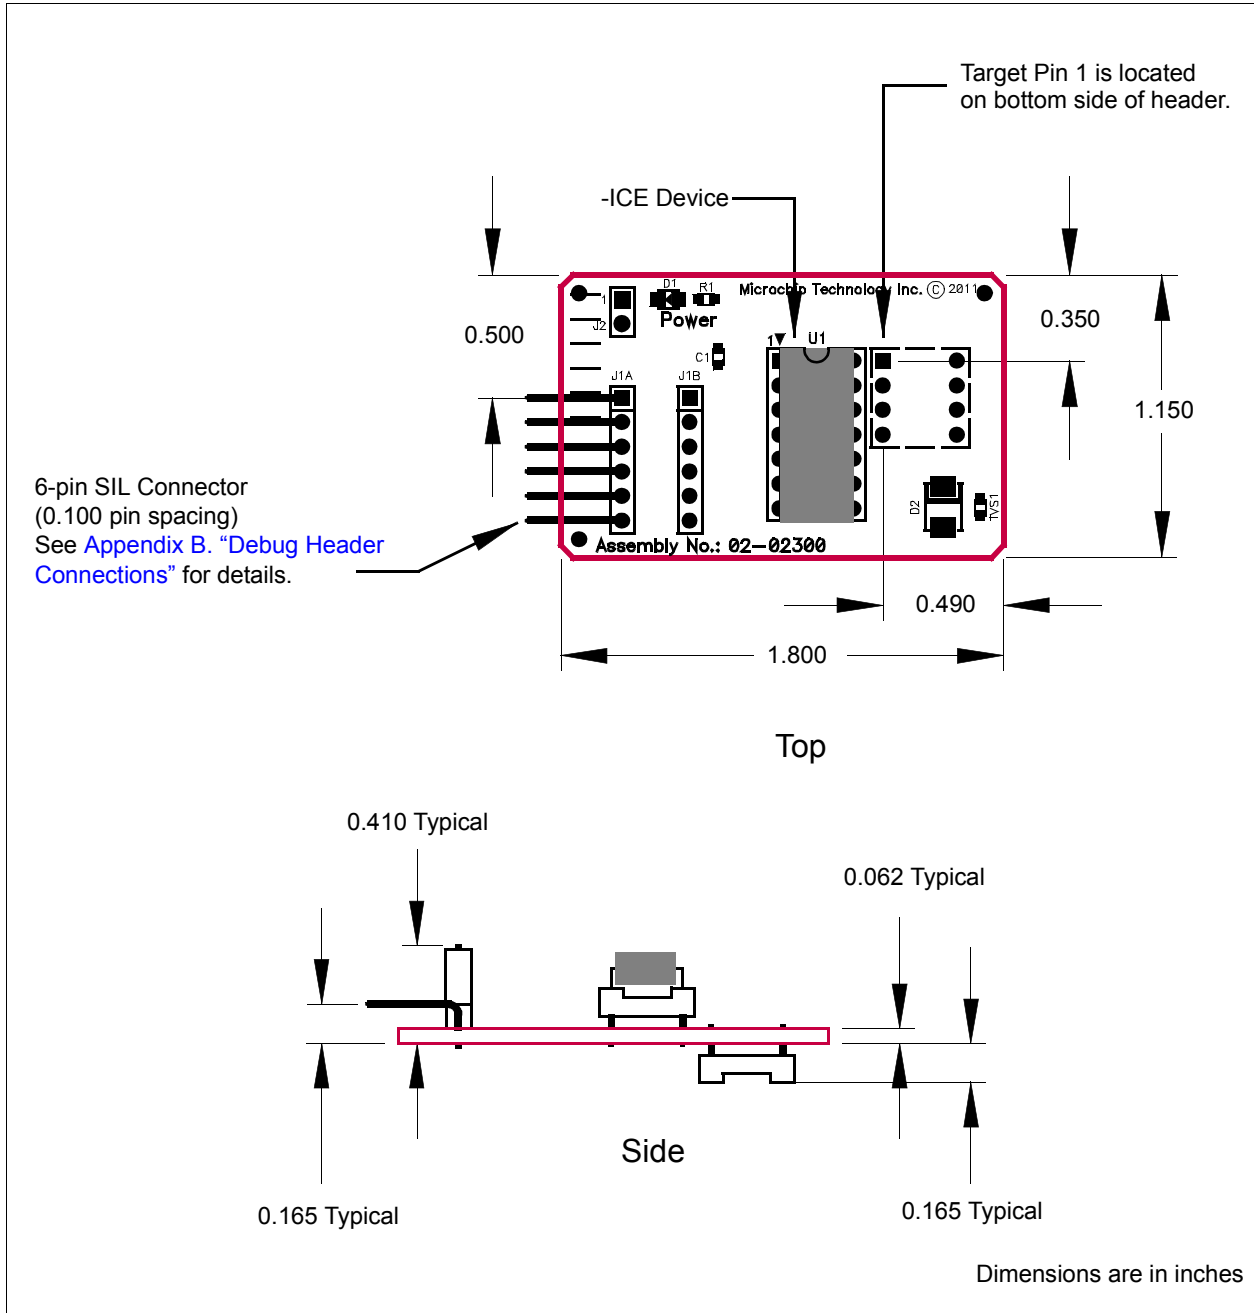 Target Pin 1 is located
on bottom side of header.
-ICE Device
D1
R1
Microchip Technology Inc. © 2011
1
J2
Power
0.500
0.350
C1
1
U1
J1A
J1B
1.150
6-pin SIL Connector
(0.100 pin spacing)
See Appendix B. “Debug Header
Connections” for details.
D2
TVS1
Assembly No.: 02-02300
0.490
1.800
Top
0.410 Typical
0.062 Typical
Side
0.165 Typical
0.165 Typical
Dimensions are in inches